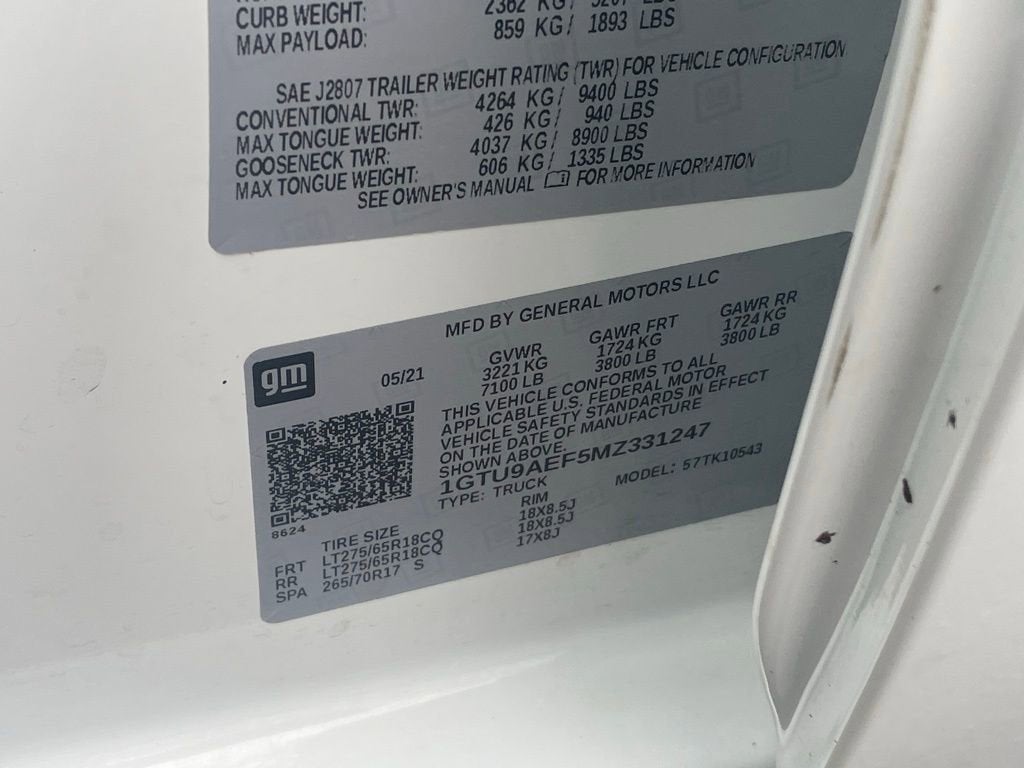 CURB WEIGHT: 2362 KG/ 5207 LBS
MAX PAYLOAD: 859 KG/ 1893 LBS
SAE J2807 TRAILER WEIGHT RATING (TWR) FOR VEHICLE CONFIGURATION
CONVENTIONAL TWR: 4264 KG/ 9400 LBS
MAX TONGUE WEIGHT: 426 KG/ 940 LBS
GOOSENECK TWR: 4037 KG/ 8900 LBS
MAX TONGUE WEIGHT: 606 KG/ 1335 LBS
SEE OWNER'S MANUAL FOR MORE INFORMATION
MFD BY GENERAL MOTORS LLC
gm
05/21
GVWR GAWR FRT GAWR RR
3221 KG 1724 KG 1724 KG
7100 LB 3800 LB 3800 LB
THIS VEHICLE CONFORMS TO ALL
APPLICABLE U.S. FEDERAL MOTOR
VEHICLE SAFETY STANDARDS IN EFFECT
ON THE DATE OF MANUFACTURE
SHOWN ABOVE.
1GTU9AEF5MZ331247
TYPE: TRUCK MODEL: 57TK10543
8624
TIRE SIZE RIM
FRT LT275/65R18CQ 18X8.5J
RR LT275/65R18CQ 18X8.5J
SPA 265/70R17 S 17X8J